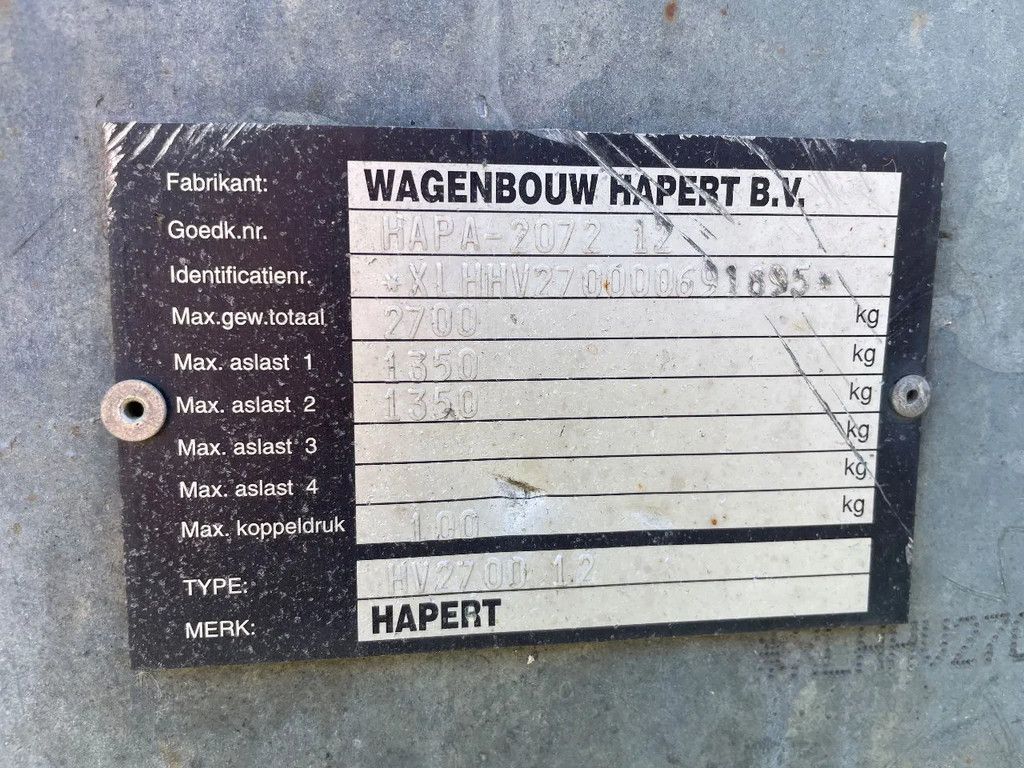 Fabrikant: WAGENBOUW HAPERT B.V.
Goedk.nr. HAPA-2072 12
Identificatienr. *XLHHV270000691895*
Max.gew.totaal 2700 kg
Max. aslast 1 1350 kg
Max. aslast 2 1350 kg
Max. aslast 3 kg
Max. aslast 4 kg
Max. koppeldruk 100 kg
TYPE: HV2700 12
MERK: HAPERT